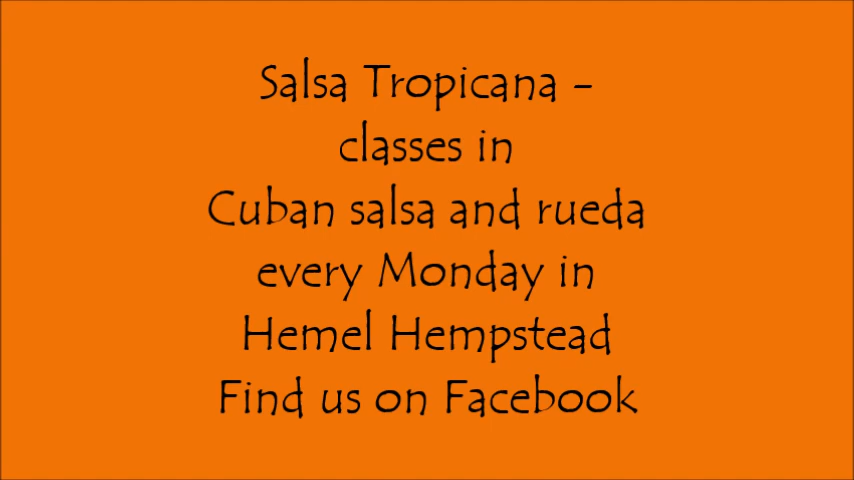 Salsa Tropicana -
classes in
Cuban salsa and rueda
every Monday in
Hemel Hempstead
Find us on Facebook